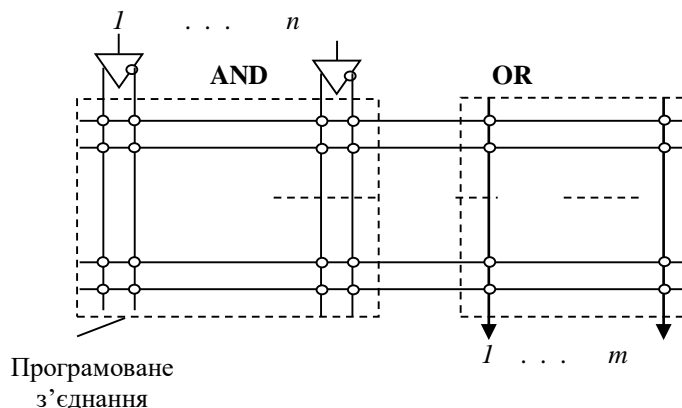 1 . . . n
AND OR
1 . . . m
Програмоване
з’єднання